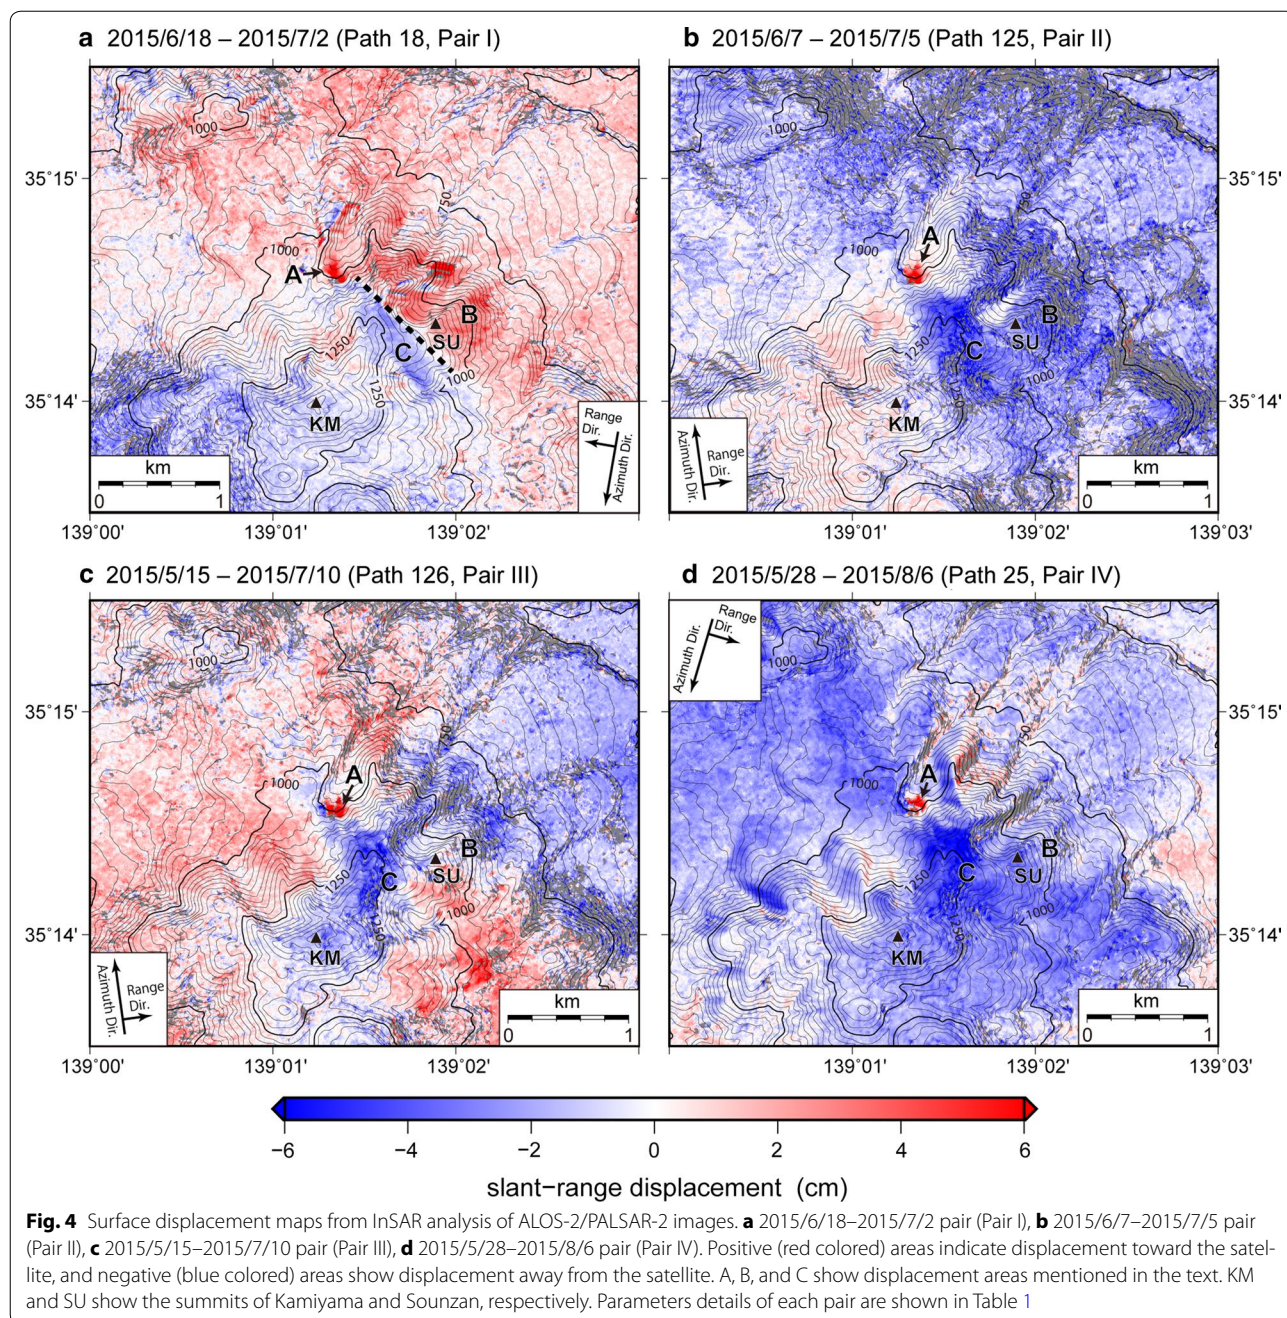 a 2015/6/18 – 2015/7/2 (Path 18, Pair I)
1000
750
1000
A
B
SU
C
1250
1250
1000
KM
Range
Dir.
Azimuth Dir.
km
0 1
35°15'
35°14'
139°00' 139°01' 139°02'
b 2015/6/7 – 2015/7/5 (Path 125, Pair II)
1000
750
1000
A
B
SU
C
1250
1250
1000
KM
Azimuth Dir.
Range
Dir.
km
0 1
35°15'
35°14'
139°01' 139°02' 139°03'
c 2015/5/15 – 2015/7/10 (Path 126, Pair III)
1000
750
1000
A
B
SU
C
1250
1250
1000
KM
Azimuth Dir.
Range
Dir.
km
0 1
35°15'
35°14'
139°00' 139°01' 139°02'
d 2015/5/28 – 2015/8/6 (Path 25, Pair IV)
Range
Dir.
Azimuth Dir.
1000
750
1000
A
B
SU
C
1250
1250
1000
KM
km
0 1
35°15'
35°14'
139°01' 139°02' 139°03'
−6 −4 −2 0 2 4 6
slant−range displacement (cm)
Fig. 4 Surface displacement maps from InSAR analysis of ALOS-2/PALSAR-2 images. a 2015/6/18–2015/7/2 pair (Pair I), b 2015/6/7–2015/7/5 pair
(Pair II), c 2015/5/15–2015/7/10 pair (Pair III), d 2015/5/28–2015/8/6 pair (Pair IV). Positive (red colored) areas indicate displacement toward the satel-
lite, and negative (blue colored) areas show displacement away from the satellite. A, B, and C show displacement areas mentioned in the text. KM
and SU show the summits of Kamiyama and Sounzan, respectively. Parameters details of each pair are shown in Table 1